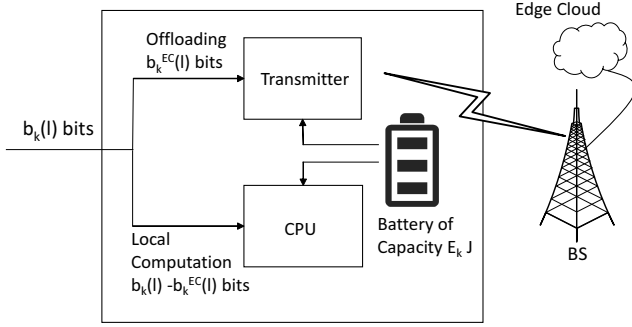 Edge Cloud
Offloading
b_k^EC(l) bits
Transmitter
b_k(l) bits
Local
Computation
b_k(l) -b_k^EC(l) bits
CPU
Battery of
Capacity E_k J
BS